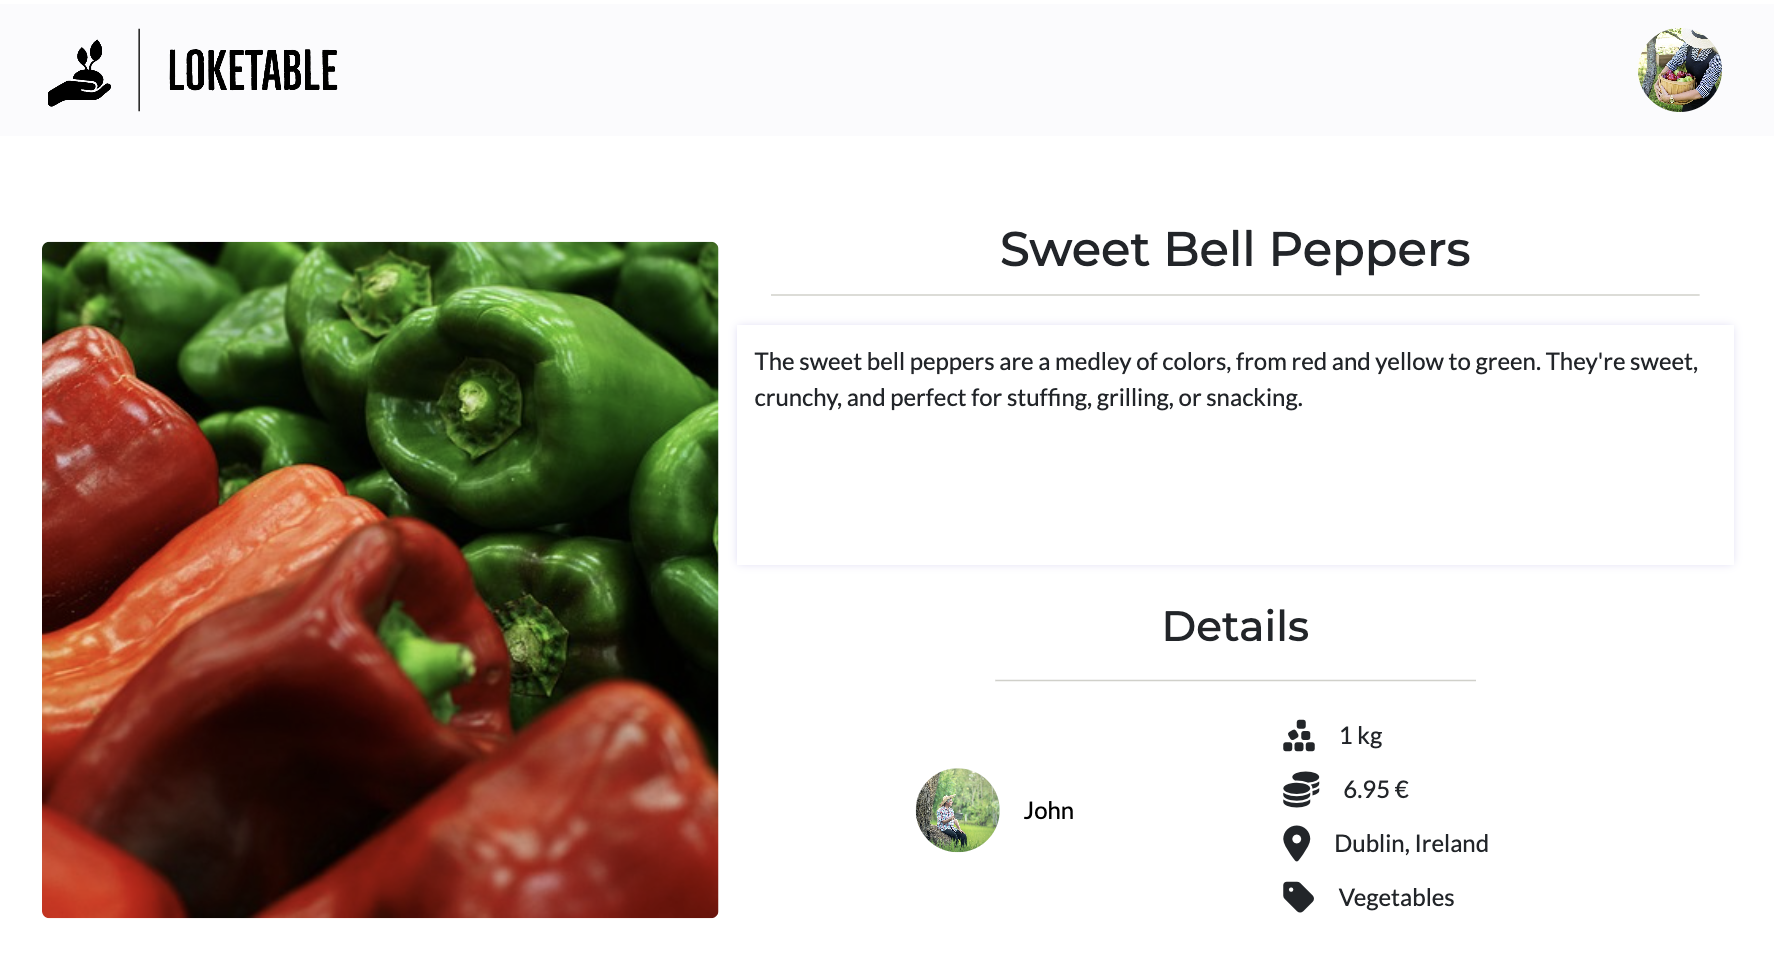 LOKETABLE
Sweet Bell Peppers
The sweet bell peppers are a medley of colors, from red and yellow to green. They're sweet,
crunchy, and perfect for stuffing, grilling, or snacking.
Details
John
1 kg
6.95 €
Dublin, Ireland
Vegetables